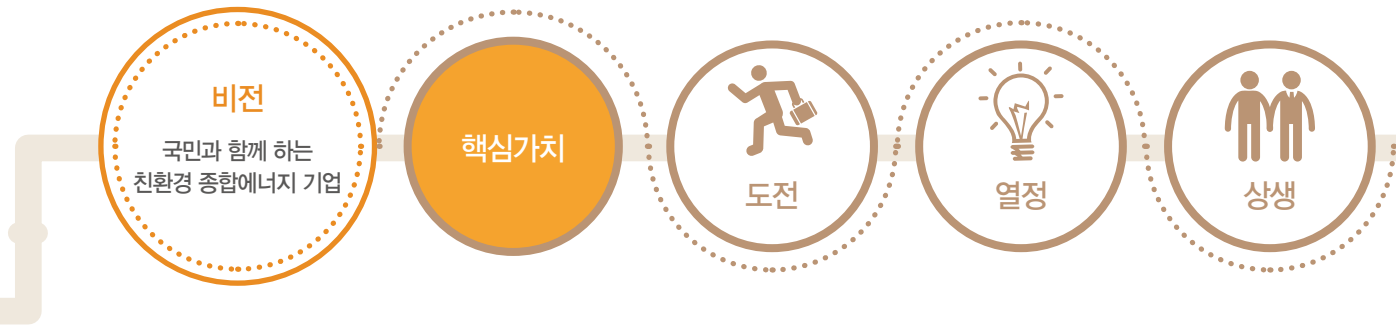 비전
국민과 함께 하는
친환경 종합에너지 기업
핵심가치
도전
열정
상생